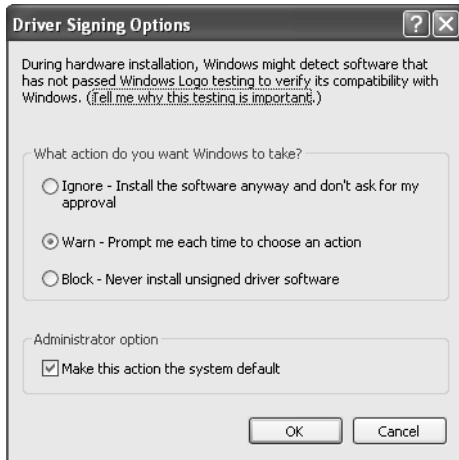 Driver Signing Options
During hardware installation, Windows might detect software that
has not passed Windows Logo testing to verify its compatibility with
Windows. (Tell me why this testing is important.)
What action do you want Windows to take?
Ignore - Install the software anyway and don't ask for my
approval
Warn - Prompt me each time to choose an action
Block - Never install unsigned driver software
Administrator option
Make this action the system default
OK Cancel